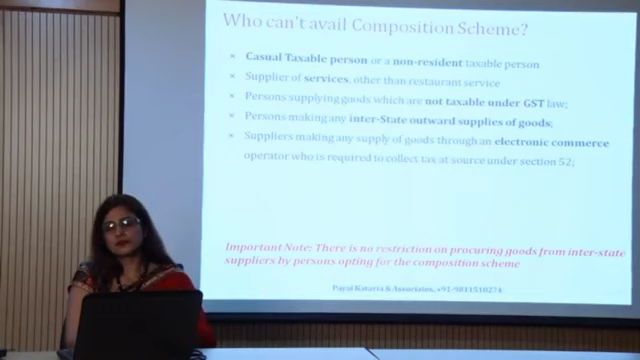 Who can't avail Composition Scheme?
× Casual Taxable person or a non-resident taxable person
× Supplier of services, other than restaurant service
× Persons supplying goods which are not taxable under GST law;
× Persons making any inter-State outward supplies of goods;
× Suppliers making any supply of goods through an electronic commerce
operator who is required to collect tax at source under section 52;
Important Note: There is no restriction on procuring goods from inter-state
suppliers by persons opting for the composition scheme
Kataria & Associates, +91-9811510274